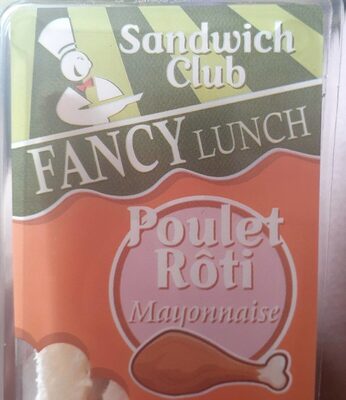 Sandwich
Club
FANCY LUNCH
Poulet
Rôti
Mayonnaise